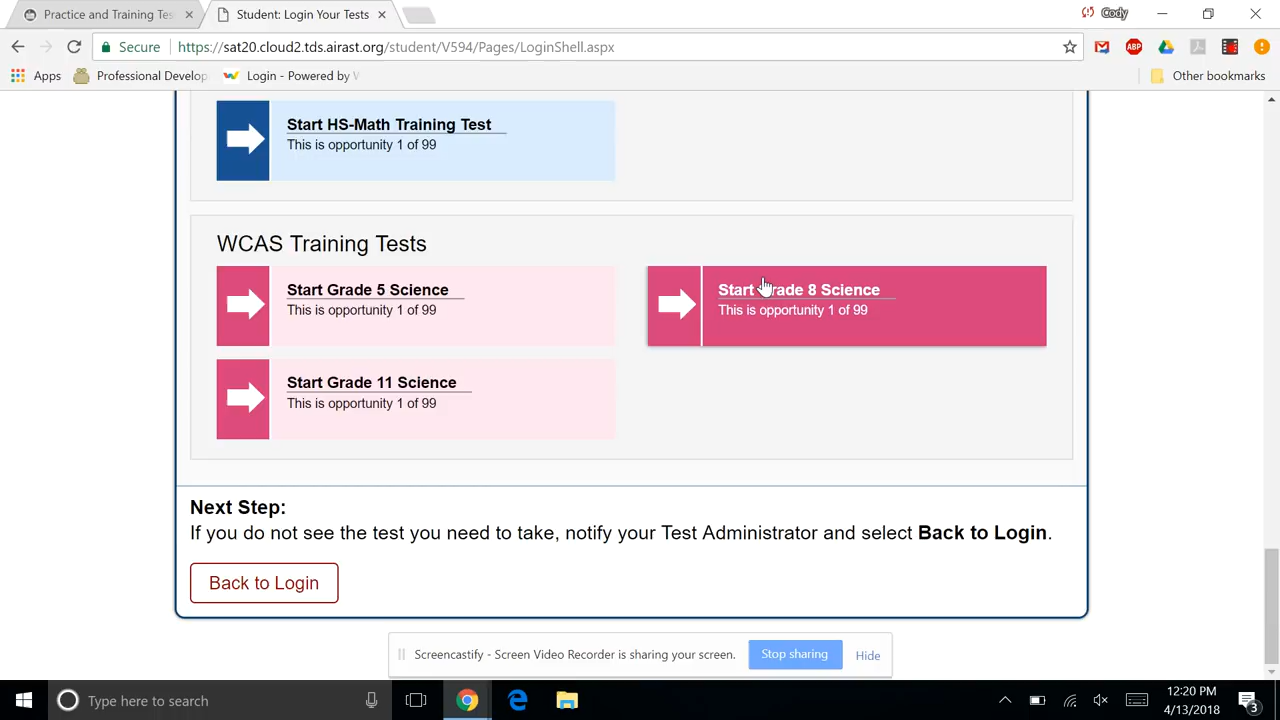 Practice and Training Tes
Student: Login Your Tests
Cody
Secure
https://sat20.cloud2.tds.airast.org/student/V594/Pages/LoginShell.aspx
ABP
Apps
Professional Develop
Login - Powered by W
Other bookmarks
Start HS-Math Training Test
This is opportunity 1 of 99
WCAS Training Tests
Start Grade 5 Science
This is opportunity 1 of 99
Start Grade 8 Science
This is opportunity 1 of 99
Start Grade 11 Science
This is opportunity 1 of 99
Next Step:
If you do not see the test you need to take, notify your Test Administrator and select Back to Login.
Back to Login
Screencastify - Screen Video Recorder is sharing your screen.
Stop sharing
Hide
Type here to search
12:20 PM
4/13/2018
3